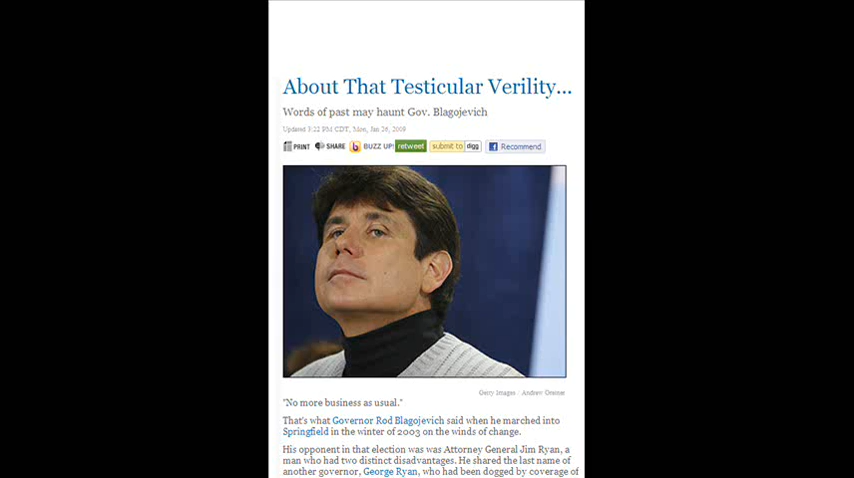 About That Testicular Verility...
Words of past may haunt Gov. Blagojevich
Updated 3:22 PM CDT, Mon, Jan 26, 2009
PRINT SHARE b BUZZ UP! retweet submit to digg f Recommend
Getty Images / Andrew Greene
"No more business as usual."
That's what Governor Rod Blagojevich said when he marched into
Springfield in the winter of 2003 on the winds of change.
His opponent in that election was was Attorney General Jim Ryan, a
man who had two distinct disadvantages. He shared the last name of
another governor, George Ryan, who had been dogged by coverage of